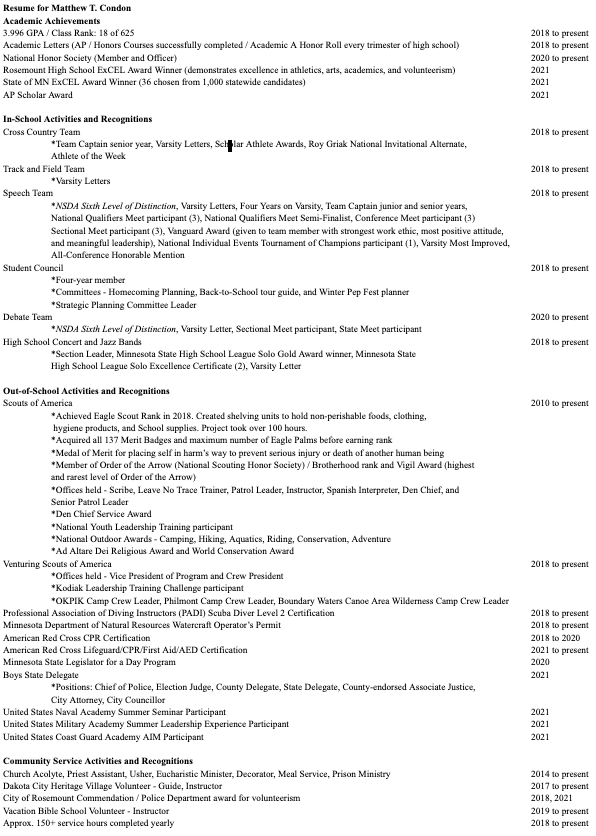 Resume for Matthew T. Condon
Academic Achievements
3.996 GPA / Class Rank: 18 of 625 2018 to present
Academic Letters (AP / Honors Courses successfully completed / Academic A Honor Roll every trimester of high school) 2018 to present
National Honor Society (Member and Officer) 2020 to present
Rosemount High School ExCEL Award Winner (demonstrates excellence in athletics, arts, academics, and volunteerism) 2021
State of MN ExCEL Award Winner (36 chosen from 1,000 statewide candidates) 2021
AP Scholar Award 2021
In-School Activities and Recognitions
Cross Country Team 2018 to present
*Team Captain senior year, Varsity Letters, Scholar Athlete Awards, Roy Griak National Invitational Alternate,
Athlete of the Week
Track and Field Team 2018 to present
*Varsity Letters
Speech Team 2018 to present
*NSDA Sixth Level of Distinction, Varsity Letters, Four Years on Varsity, Team Captain junior and senior years,
National Qualifiers Meet participant (3), National Qualifiers Meet Semi-Finalist, Conference Meet participant (3)
Sectional Meet participant (3), Vanguard Award (given to team member with strongest work ethic, most positive attitude,
and meaningful leadership), National Individual Events Tournament of Champions participant (1), Varsity Most Improved,
All-Conference Honorable Mention
Student Council 2018 to present
*Four-year member
*Committees - Homecoming Planning, Back-to-School tour guide, and Winter Pep Fest planner
*Strategic Planning Committee Leader
Debate Team 2020 to present
*NSDA Sixth Level of Distinction, Varsity Letter, Sectional Meet participant, State Meet participant
High School Concert and Jazz Bands 2018 to present
*Section Leader, Minnesota State High School League Solo Gold Award winner, Minnesota State
High School League Solo Excellence Certificate (2), Varsity Letter
Out-of-School Activities and Recognitions
Scouts of America 2010 to present
*Achieved Eagle Scout Rank in 2018. Created shelving units to hold non-perishable foods, clothing,
hygiene products, and School supplies. Project took over 100 hours.
*Acquired all 137 Merit Badges and maximum number of Eagle Palms before earning rank
*Medal of Merit for placing self in harm's way to prevent serious injury or death of another human being
*Member of Order of the Arrow (National Scouting Honor Society) / Brotherhood rank and Vigil Award (highest
and rarest level of Order of the Arrow)
*Offices held - Scribe, Leave No Trace Trainer, Patrol Leader, Instructor, Spanish Interpreter, Den Chief, and
Senior Patrol Leader
*Den Chief Service Award
*National Youth Leadership Training participant
*National Outdoor Awards - Camping, Hiking, Aquatics, Riding, Conservation, Adventure
*Ad Altare Dei Religious Award and World Conservation Award
Venturing Scouts of America 2018 to present
*Offices held - Vice President of Program and Crew President
*Kodiak Leadership Training Challenge participant
*OKPIK Camp Crew Leader, Philmont Camp Crew Leader, Boundary Waters Canoe Area Wilderness Camp Crew Leader
Professional Association of Diving Instructors (PADI) Scuba Diver Level 2 Certification 2018 to present
Minnesota Department of Natural Resources Watercraft Operator's Permit 2018 to present
American Red Cross CPR Certification 2018 to 2020
American Red Cross Lifeguard/CPR/First Aid/AED Certification 2021 to present
Minnesota State Legislator for a Day Program 2020
Boys State Delegate 2021
*Positions: Chief of Police, Election Judge, County Delegate, State Delegate, County-endorsed Associate Justice,
City Attorney, City Councillor
United States Naval Academy Summer Seminar Participant 2021
United States Military Academy Summer Leadership Experience Participant 2021
United States Coast Guard Academy AIM Participant 2021
Community Service Activities and Recognitions
Church Acolyte, Priest Assistant, Usher, Eucharistic Minister, Decorator, Meal Service, Prison Ministry 2014 to present
Dakota City Heritage Village Volunteer - Guide, Instructor 2017 to present
City of Rosemount Commendation / Police Department award for volunteerism 2018, 2021
Vacation Bible School Volunteer - Instructor 2019 to present
Approx. 150+ service hours completed yearly 2018 to present